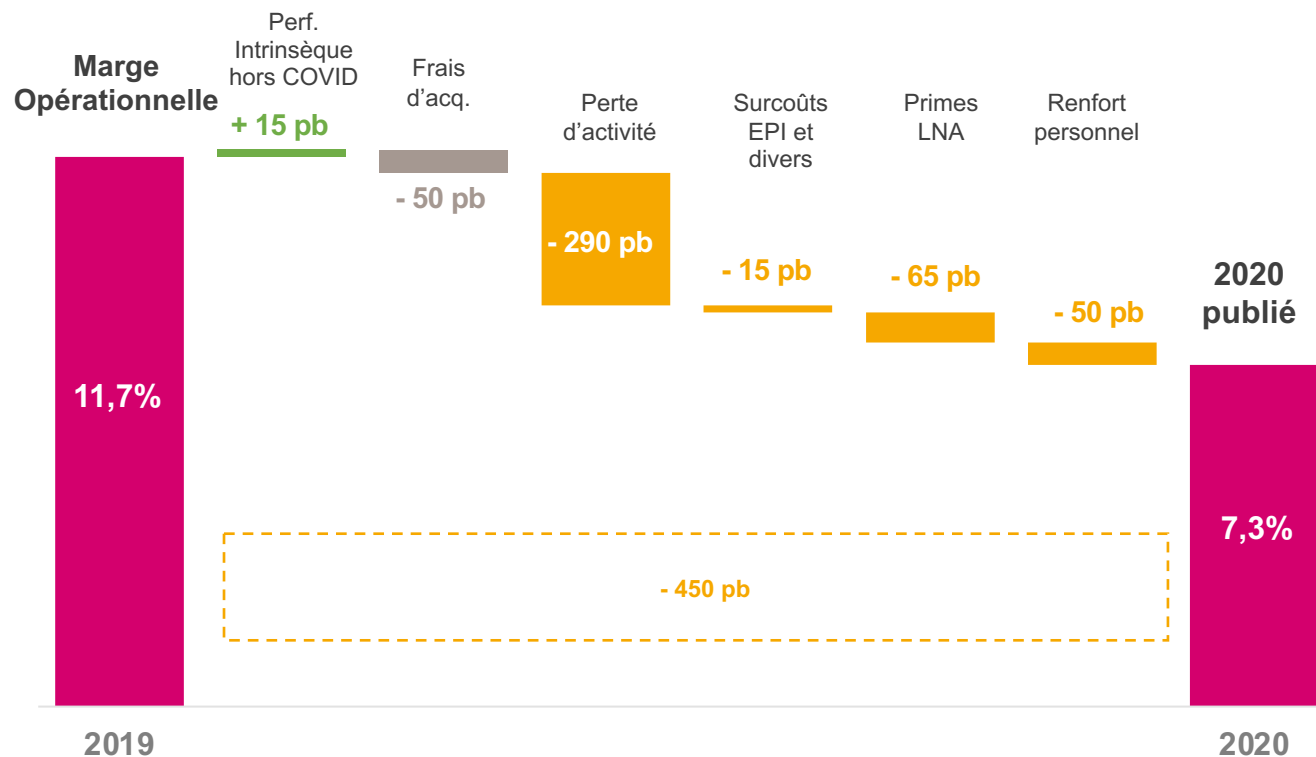 Marge
Opérationnelle
Perf.
Intrinsèque
hors COVID
+ 15 pb
Frais
d’acq.
- 50 pb
Perte
d’activité
- 290 pb
Surcoûts
EPI et
divers
- 15 pb
Primes
LNA
- 65 pb
Renfort
personnel
- 50 pb
2020
publié
11,7%
7,3%
- 450 pb
2019
2020